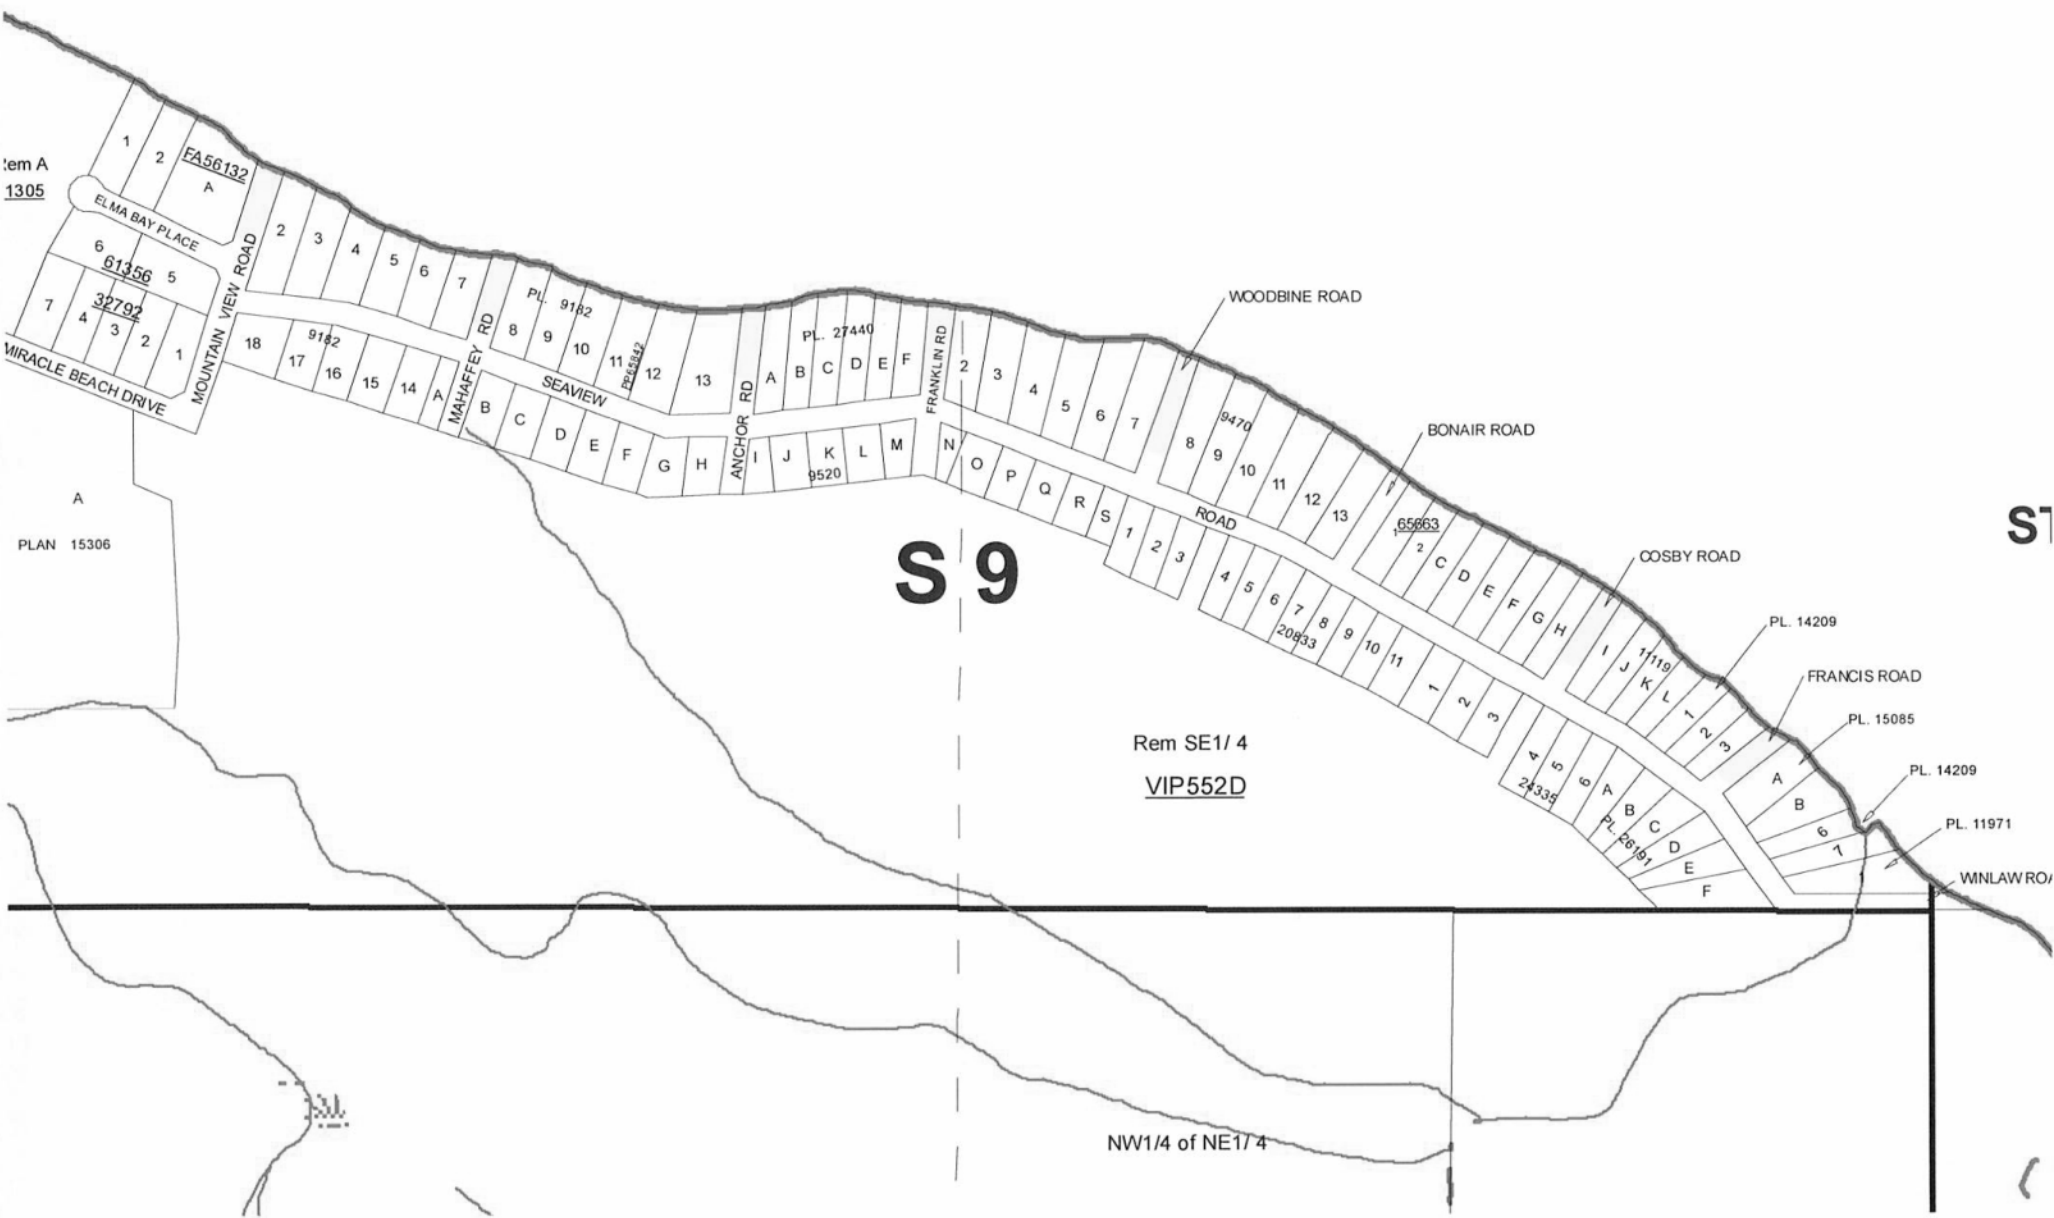 Rem A
1305
1
2
FA56132
A
ELMA BAY PLACE
6
61356
5
7
32792
4
3
2
1
MIRACLE BEACH DRIVE
MOUNTAIN VIEW ROAD
2
3
4
5
6
7
18
17
9182
16
15
14
A
MAHAFFEY RD
PL. 9182
8
9
10
11
PP65842
12
13
SEAVIEW
B
C
D
E
F
G
H
ANCHOR RD
PL. 27440
A
B
C
D
E
F
I
J
K
L
M
9520
FRANKLIN RD
2
3
4
5
6
7
N
O
P
Q
R
S
WOODBINE ROAD
8
9470
9
10
11
12
13
ROAD
1
2
3
BONAIR ROAD
1
65663
2
C
D
E
F
G
H
4
5
6
7
20833
8
9
10
11
COSBY ROAD
I
J
11119
K
L
PL. 14209
1
2
3
1
2
3
FRANCIS ROAD
PL. 15085
A
B
PL. 14209
6
7
PL. 11971
1
WINLAW
4
5
6
24335
A
B
C
PL. 26191
D
E
F
A
PLAN 15306
S 9
Rem SE1/ 4
VIP552D
NW1/4 of NE1/ 4